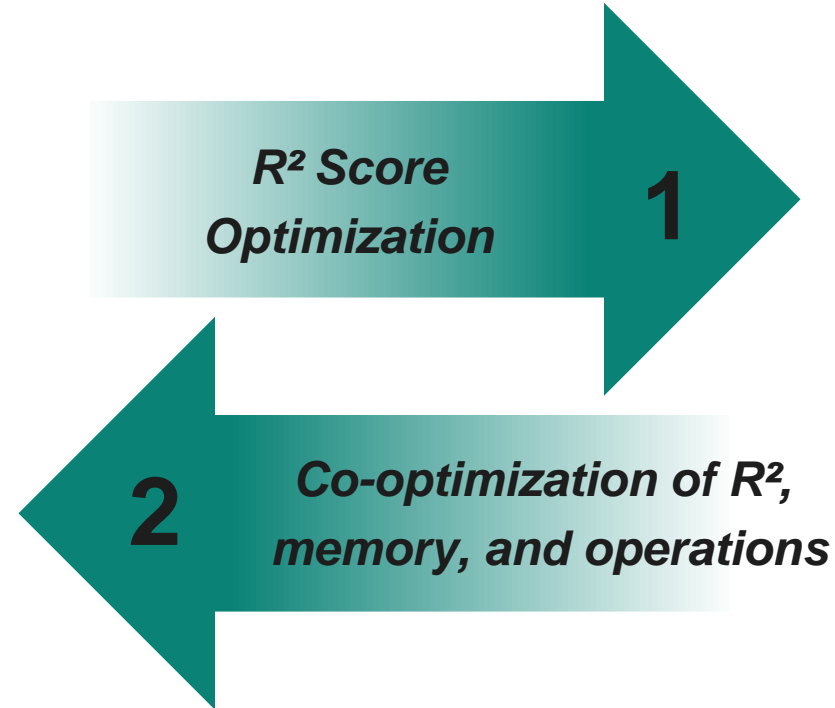 R² Score
Optimization
1
2
Co-optimization of R²,
memory, and operations